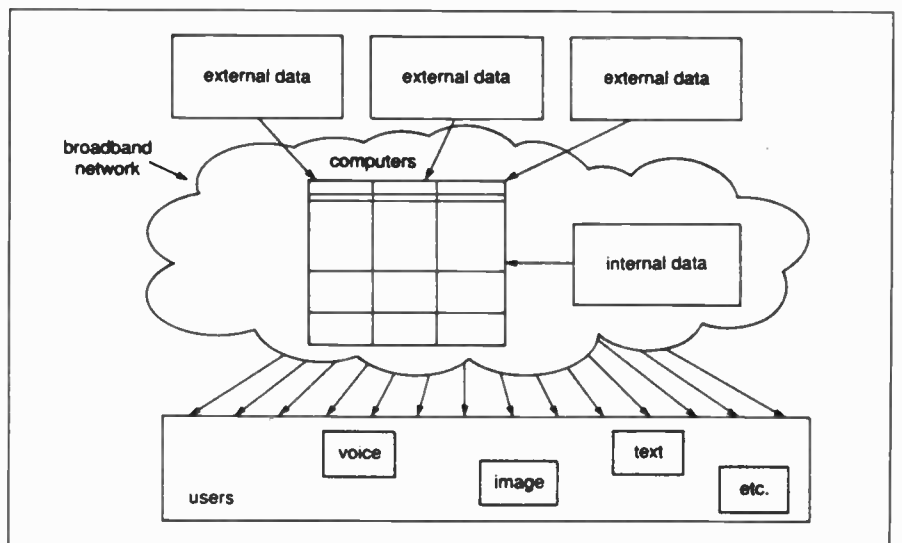 external data
external data
external data
broadband
network
computers
internal data
voice
text
image
etc.
users